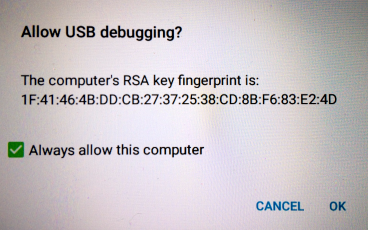 Allow USB debugging?
The computer's RSA key fingerprint is:
1F:41:46:4B:DD:CB:27:37:25:38:CD:8B:F6:83:E2:4D
Always allow this computer
CANCEL OK